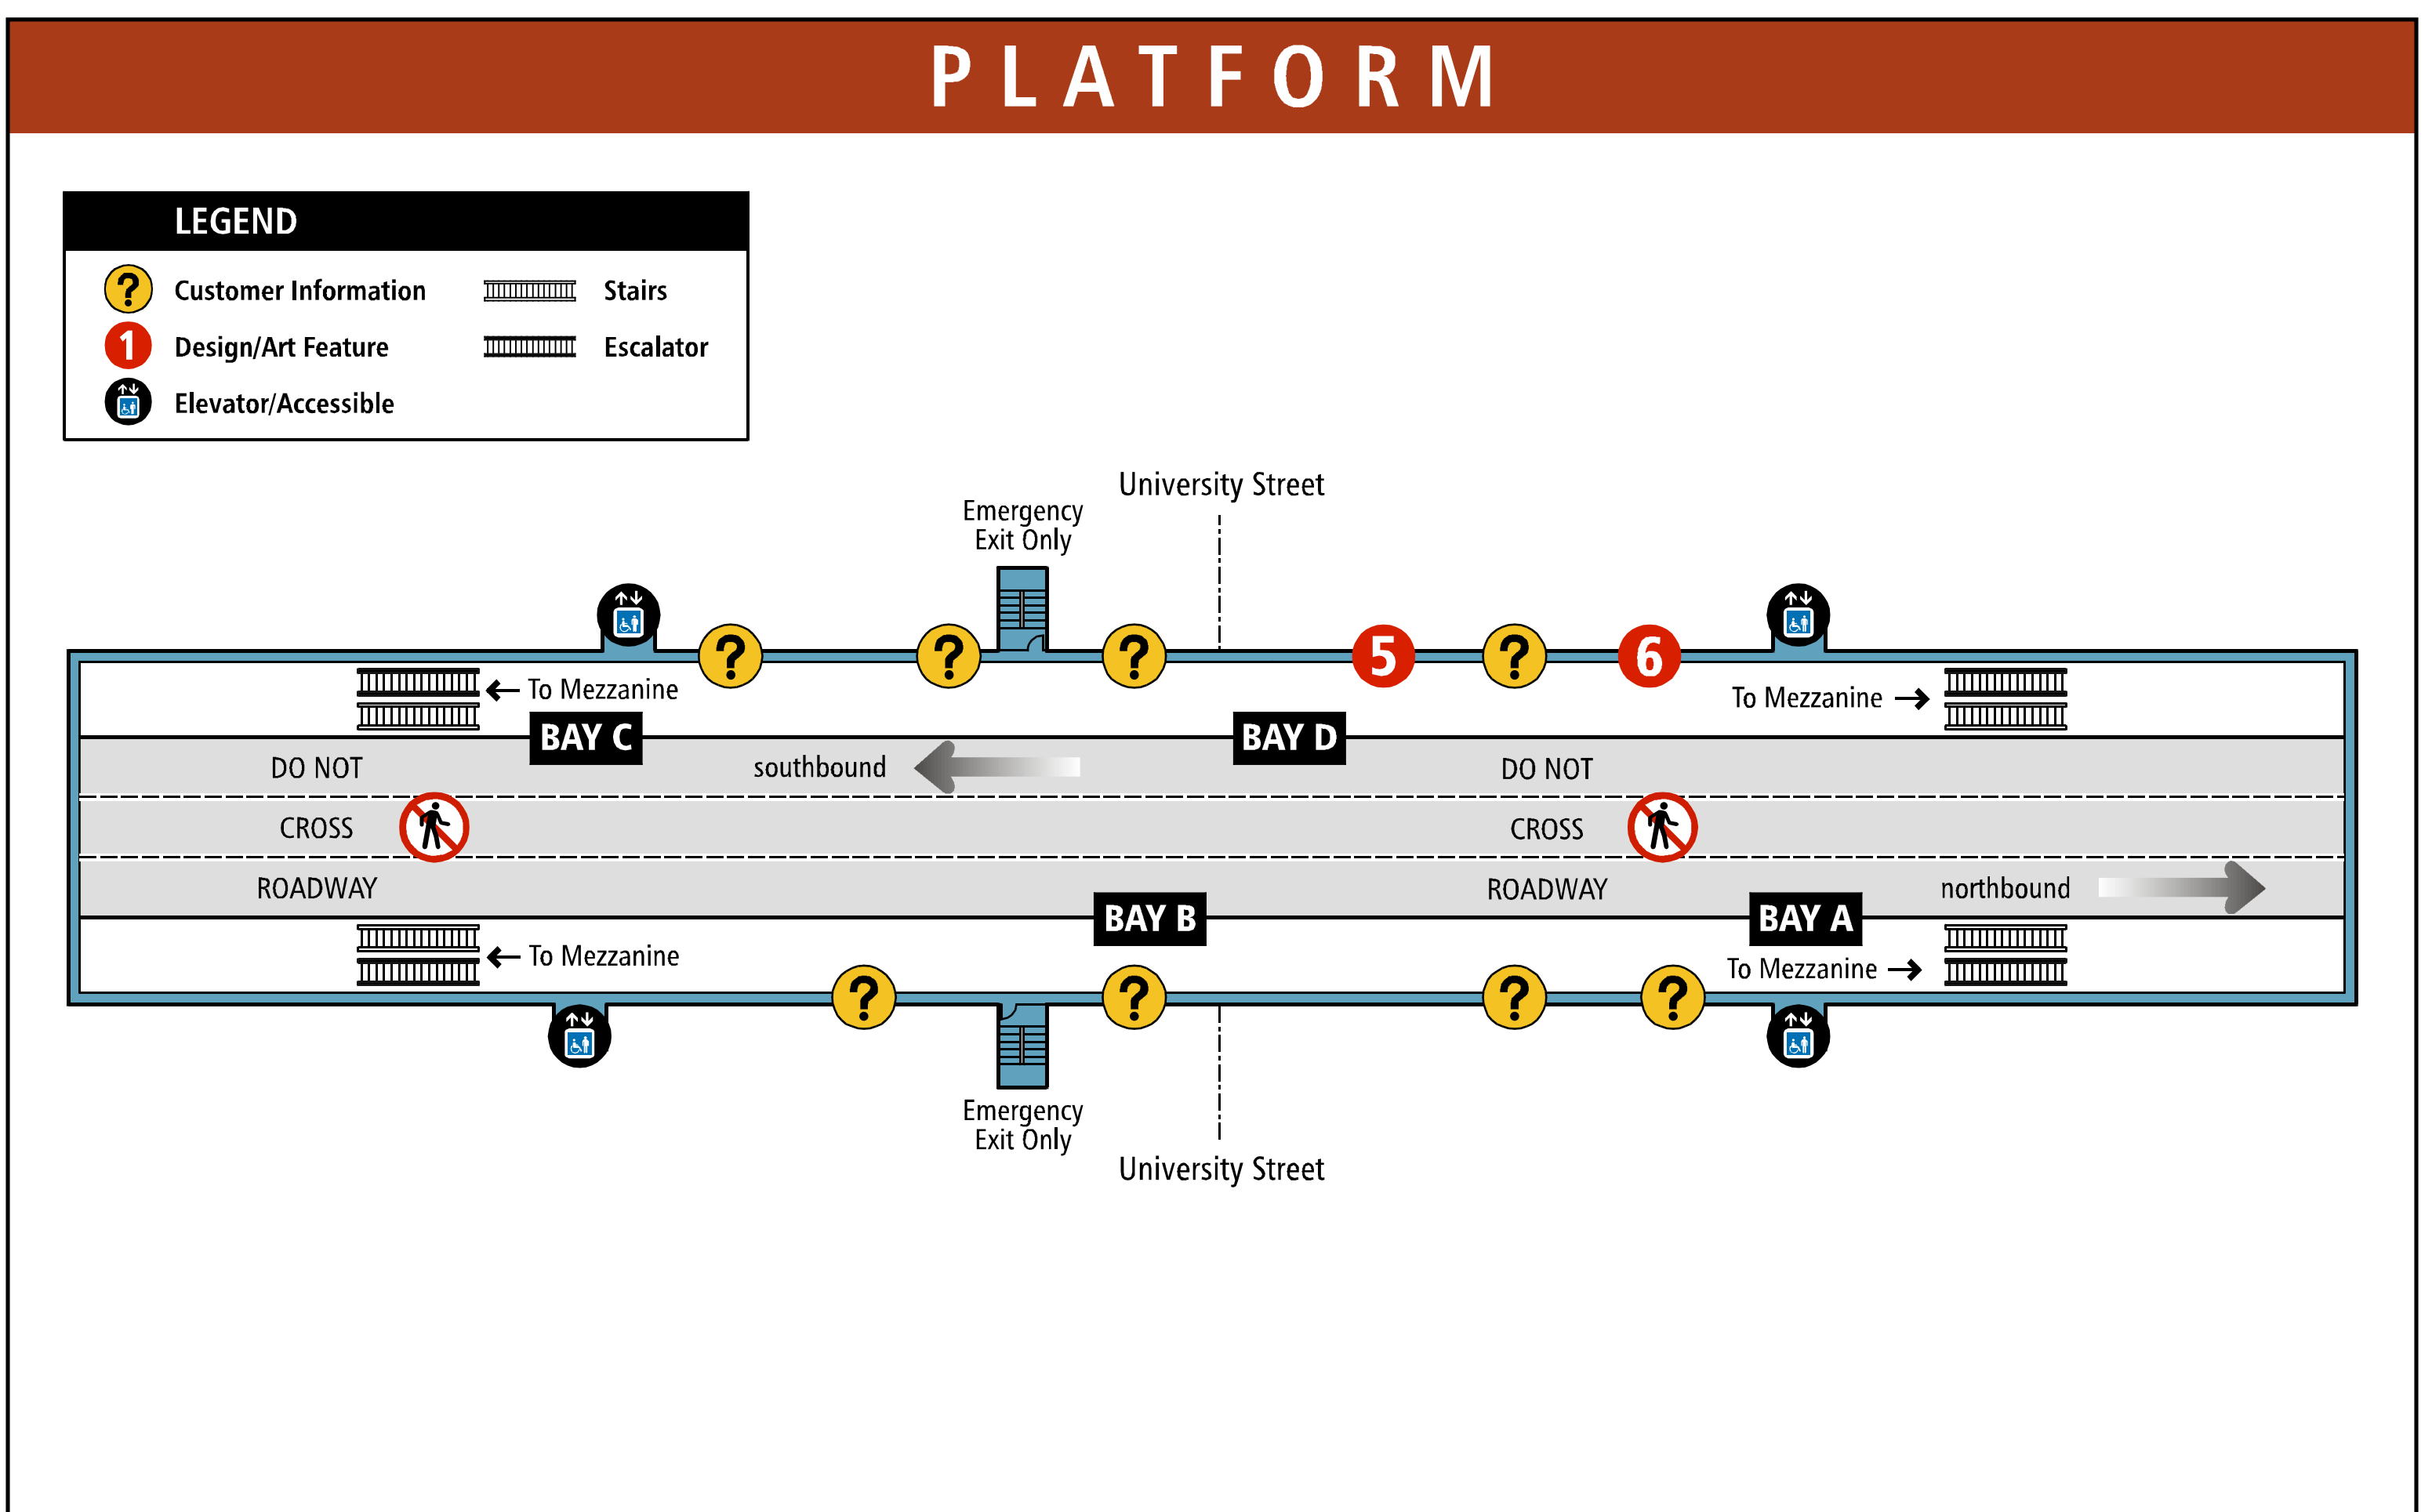 PLATFORM
LEGEND
? Customer Information
Stairs
1 Design/Art Feature
Escalator
Elevator/Accessible
University Street
Emergency
Exit Only
? ? ? 5 ? 6
To Mezzanine
To Mezzanine
BAY C
BAY D
DO NOT
southbound
DO NOT
CROSS
CROSS
ROADWAY
ROADWAY
northbound
BAY B
BAY A
To Mezzanine
To Mezzanine
? ? ? ?
Emergency
Exit Only
University Street